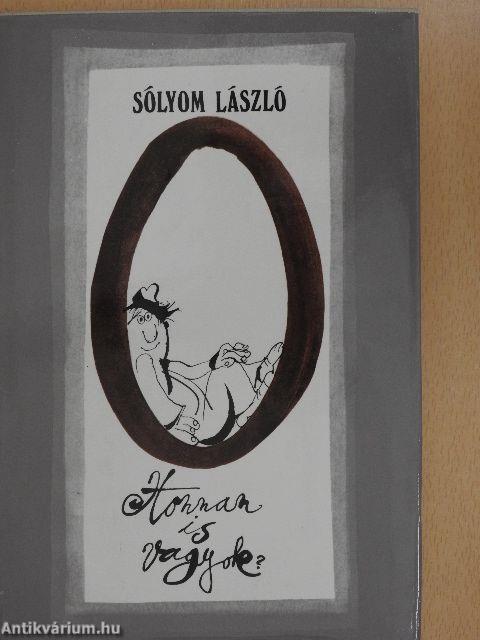 SÓLYOM LÁSZLÓ
Honnan
is
vagyok?
Antikvárium.hu